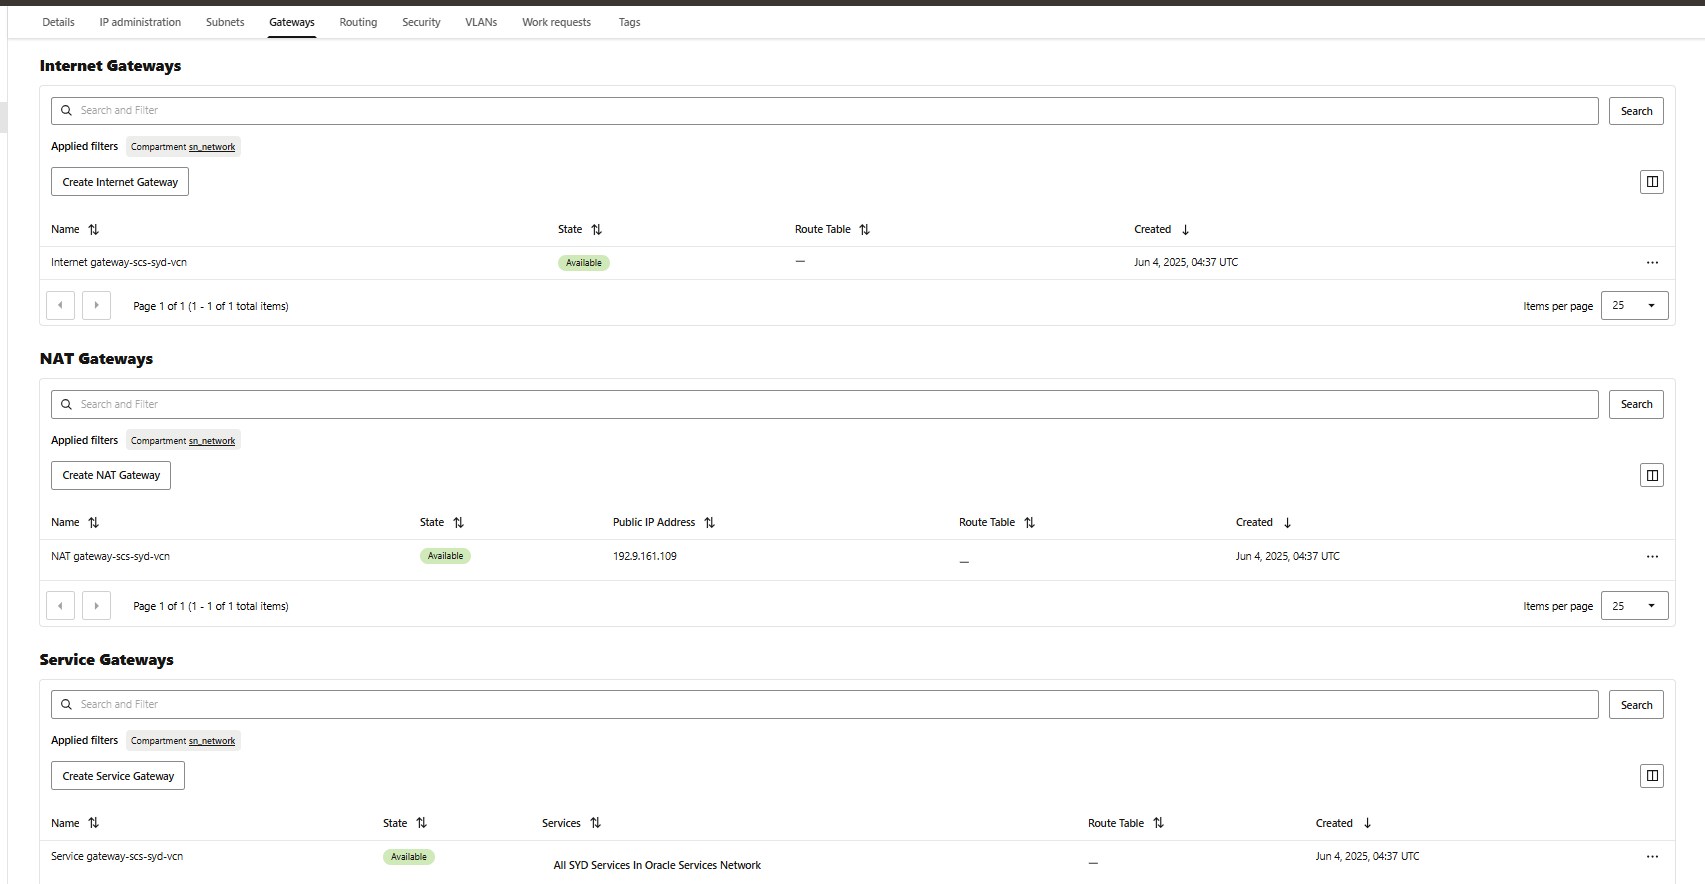 Details IP administration Subnets Gateways Routing Security VLANs Work requests Tags
Internet Gateways
Search and Filter Search
Applied filters Compartment sn_network
Create Internet Gateway
Name State Route Table Created
Internet gateway-scs-syd-vcn Available — Jun 4, 2025, 04:37 UTC ...
Page 1 of 1 (1 - 1 of 1 total items) Items per page 25
NAT Gateways
Search and Filter Search
Applied filters Compartment sn_network
Create NAT Gateway
Name State Public IP Address Route Table Created
NAT gateway-scs-syd-vcn Available 192.9.161.109 — Jun 4, 2025, 04:37 UTC ...
Page 1 of 1 (1 - 1 of 1 total items) Items per page 25
Service Gateways
Search and Filter Search
Applied filters Compartment sn_network
Create Service Gateway
Name State Services Route Table Created
Service gateway-scs-syd-vcn Available All SYD Services In Oracle Services Network — Jun 4, 2025, 04:37 UTC ...